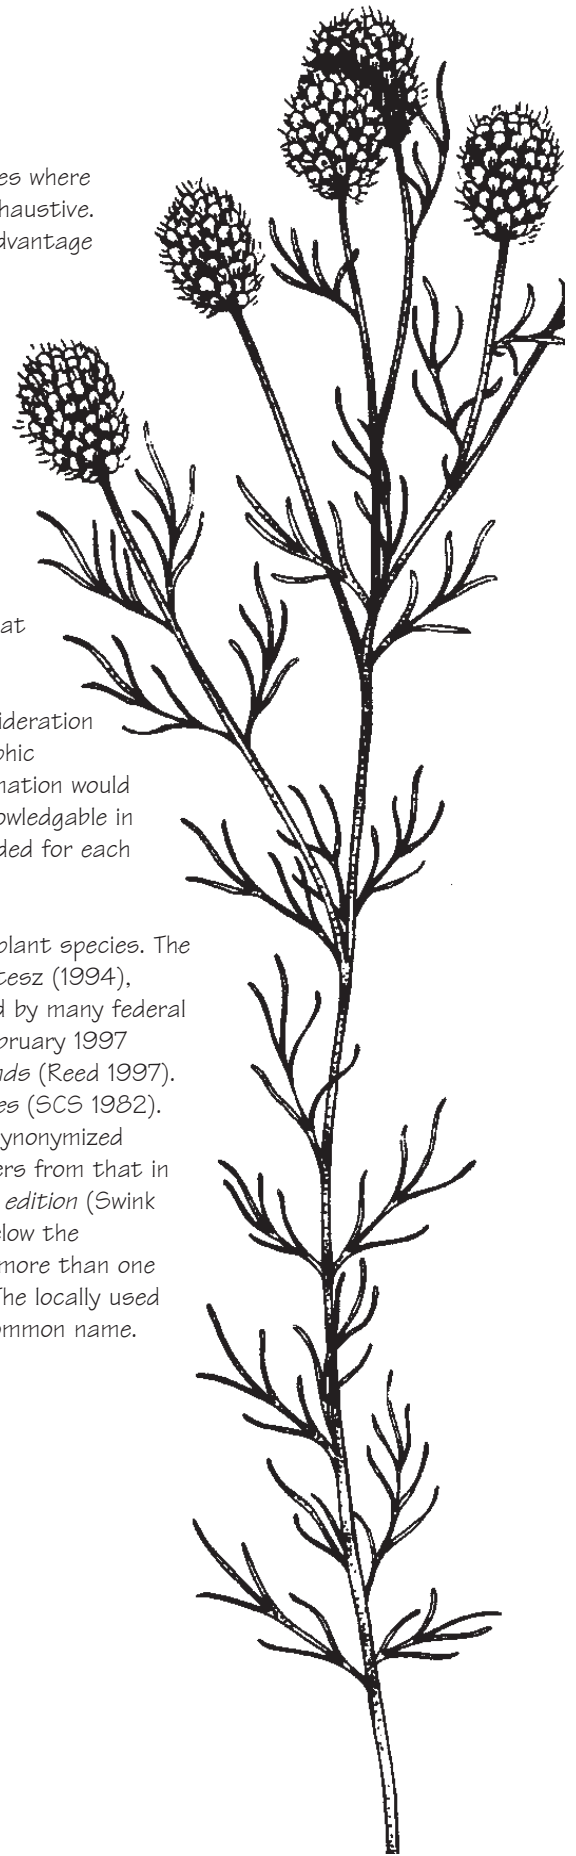 es where
haustive.
dvantage
at
ideration
phic
nation would
owledgable in
ded for each
plant species. The
tesz (1994),
d by many federal
bruary 1997
nds (Reed 1997).
es (SCS 1982).
ynonymized
ers from that in
edition (Swink
elow the
more than one
The locally used
ommon name.